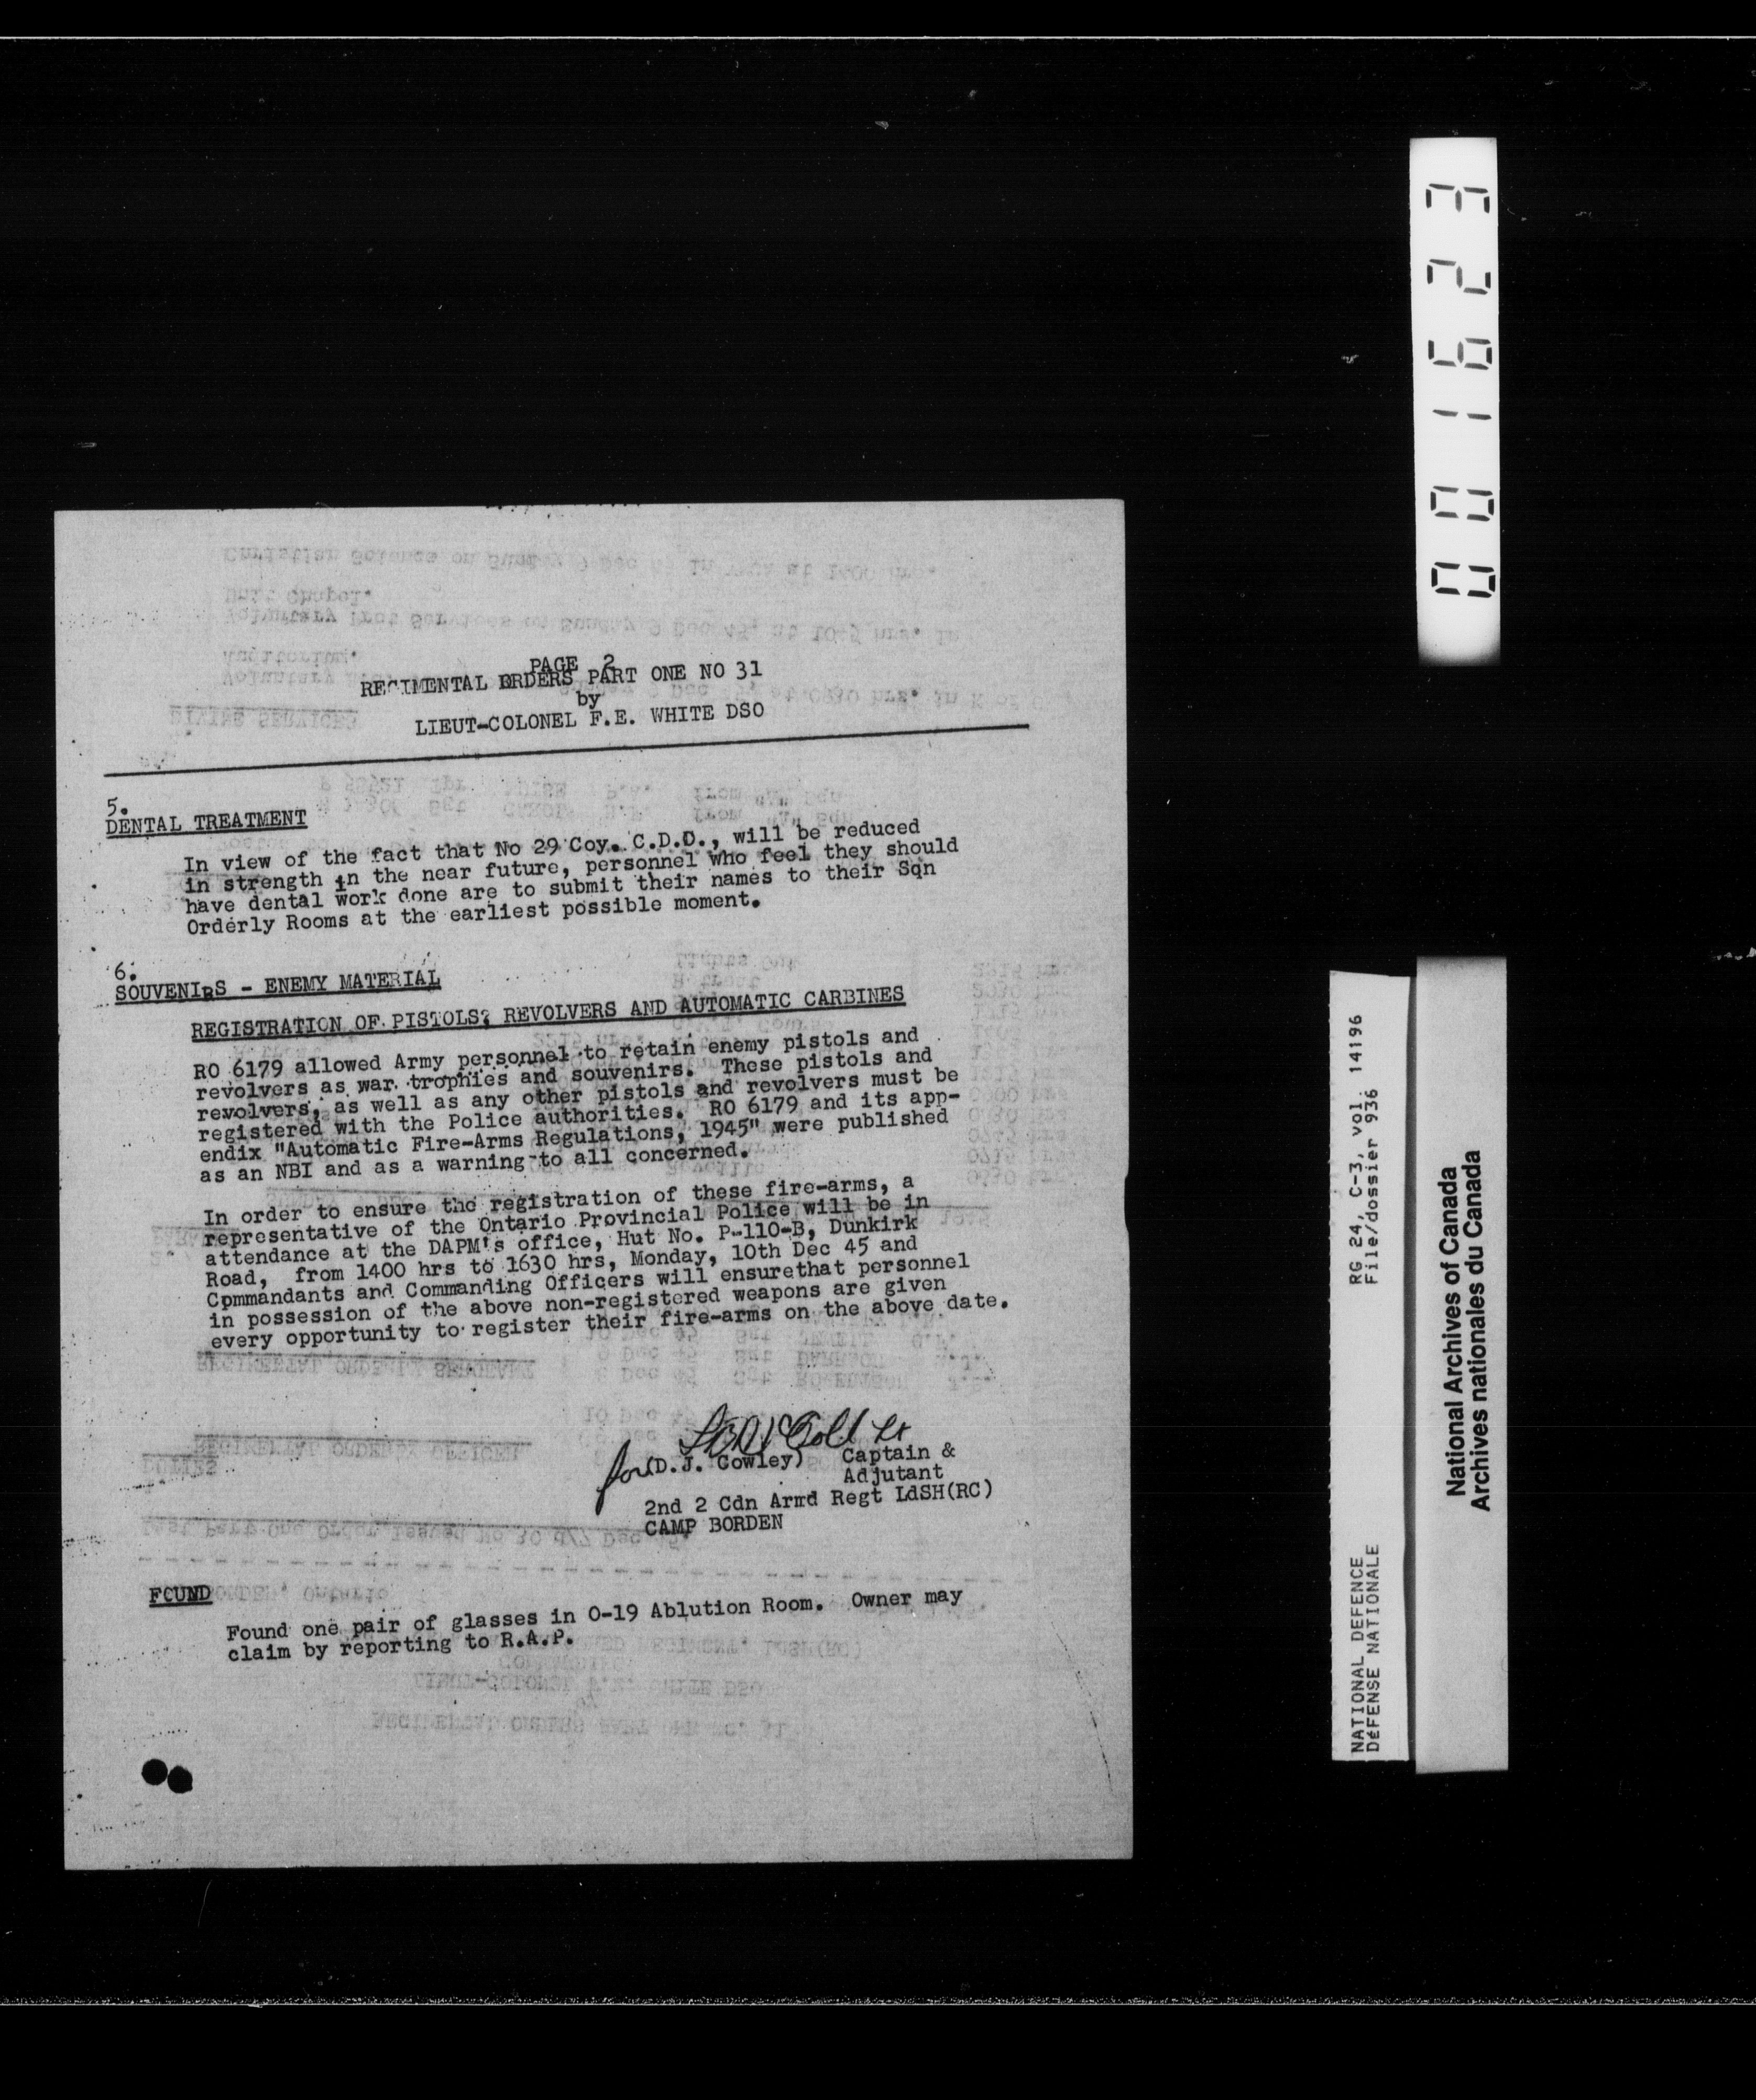 PAGE 2
REGIMENTAL ORDERS PART ONE NO 31
by
LIEUT-COLONEL F.E. WHITE DSO
5.
DENTAL TREATMENT
In view of the fact that No 29 Coy. C.D.C., will be reduced
in strength in the near future, personnel who feel they should
have dental work done are to submit their names to their Sqn
Orderly Rooms at the earliest possible moment.
6.
SOUVENIRS - ENEMY MATERIAL
REGISTRATION OF PISTOLS, REVOLVERS AND AUTOMATIC CARBINES
RO 6179 allowed Army personnel to retain enemy pistols and
revolvers as war trophies and souvenirs. These pistols and
revolvers, as well as any other pistols and revolvers must be
registered with the Police authorities. RO 6179 and its app-
endix "Automatic Fire-Arms Regulations, 1945" were published
as an NBI and as a warning to all concerned.
In order to ensure the registration of these fire-arms, a
representative of the Ontario Provincial Police will be in
attendance at the DAPM's office, Hut No. P-110-B, Dunkirk
Road, from 1400 hrs to 1630 hrs, Monday, 10th Dec 45 and
Cpmmandants and Commanding Officers will ensurethat personnel
in possession of the above non-registered weapons are given
every opportunity to register their fire-arms on the above date.
for (D.J. Cowley) Captain &
Adjutant
2nd 2 Cdn Armd Regt LdSH(RC)
CAMP BORDEN
FOUND
Found one pair of glasses in O-19 Ablution Room. Owner may
claim by reporting to R.A.P.
001623
NATIONAL DEFENCE RG 24, C-3, vol. 14196
DéFENSE NATIONALE File/dossier 936
National Archives of Canada
Archives nationales du Canada